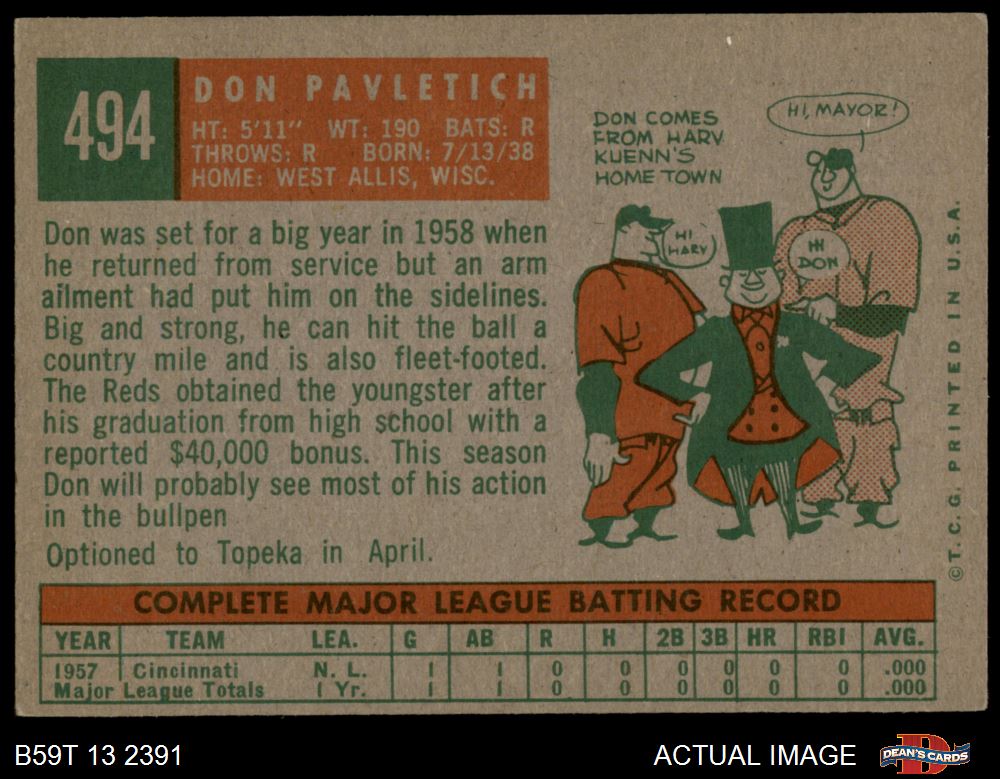 494
DON PAVLETICH
HT: 5'11" WT: 190 BATS: R
THROWS: R BORN: 7/13/38
HOME: WEST ALLIS, WISC.
Don was set for a big year in 1958 when
he returned from service but an arm
ailment had put him on the sidelines.
Big and strong, he can hit the ball a
country mile and is also fleet-footed.
The Reds obtained the youngster after
his graduation from high school with a
reported $40,000 bonus. This season
Don will probably see most of his action
in the bullpen
Optioned to Topeka in April.
DON COMES
FROM HARV
KUENN'S
HOME TOWN
HI, MAYOR!
HI
HARV
HI
DON
©T.C.G. PRINTED IN U.S.A.
COMPLETE MAJOR LEAGUE BATTING RECORD
YEAR TEAM LEA. G AB R H 2B 3B HR RBI AVG.
1957 Cincinnati N. L. 1 1 0 0 0 0 0 0 .000
Major League Totals 1 Yr. 1 1 0 0 0 0 0 0 .000
B59T 13 2391
ACTUAL IMAGE
D
DEAN'S CARDS